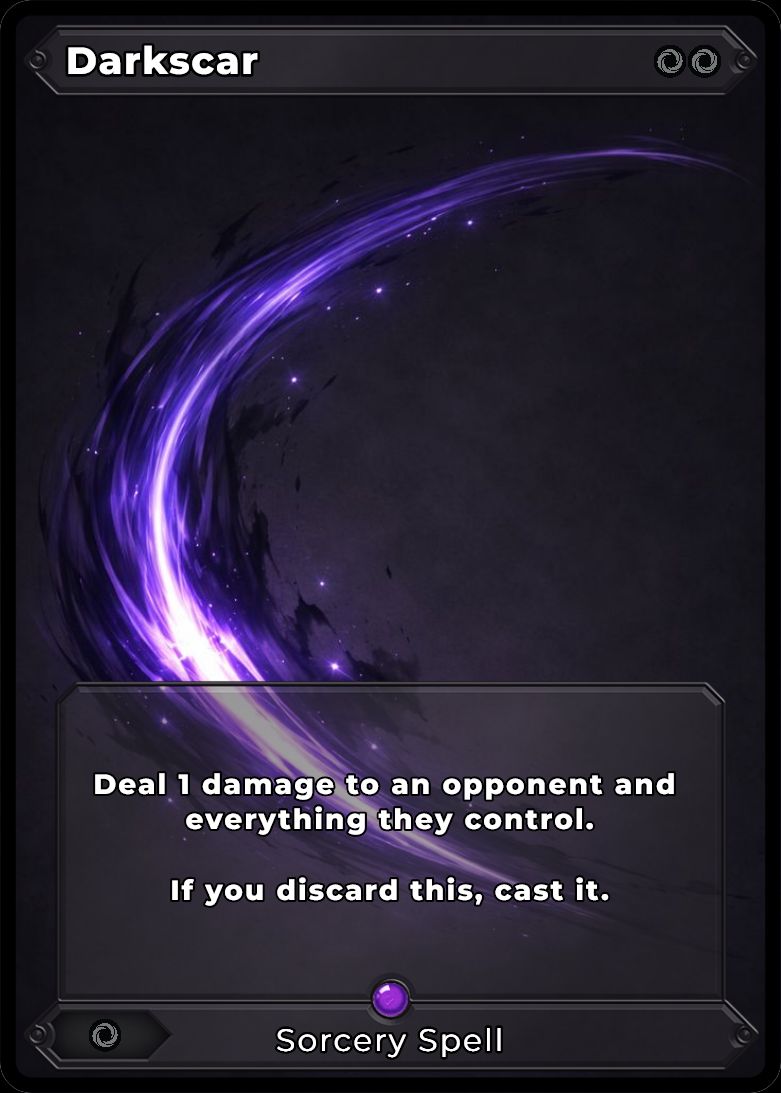 Darkscar
Deal 1 damage to an opponent and
everything they control.
If you discard this, cast it.
Sorcery Spell